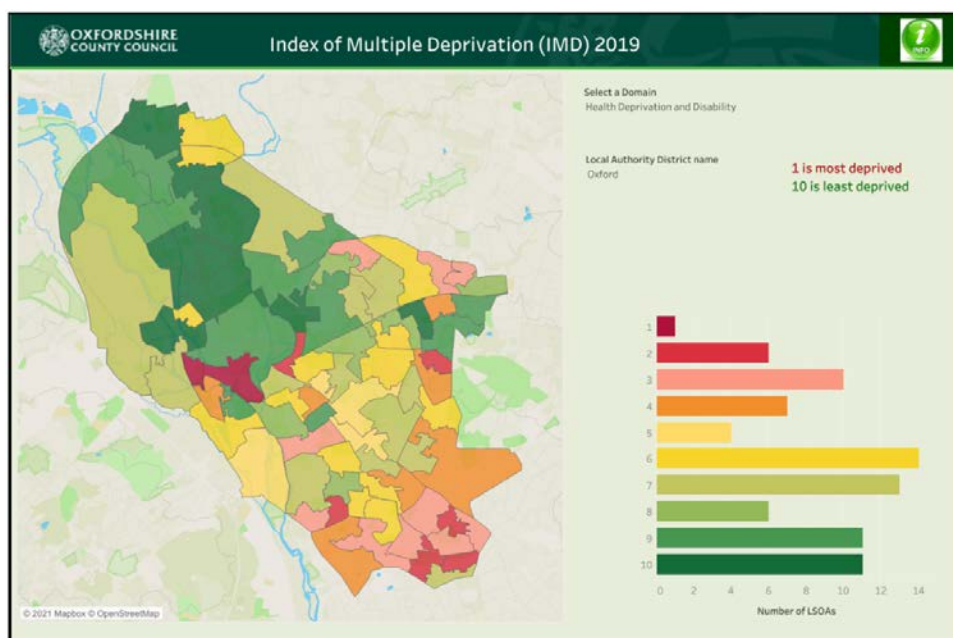 OXFORDSHIRE
COUNTY COUNCIL
Index of Multiple Deprivation (IMD) 2019
i
INFO
Select a Domain
Health Deprivation and Disability
Local Authority District name
Oxford
1 is most deprived
10 is least deprived
1
2
3
4
5
6
7
8
9
10
0 2 4 6 8 10 12 14
Number of LSOAs
© 2021 Mapbox © OpenStreetMap